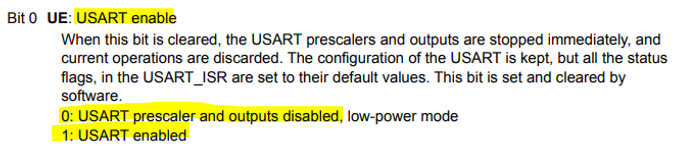 Bit 0 UE: USART enable
When this bit is cleared, the USART prescalers and outputs are stopped immediately, and
current operations are discarded. The configuration of the USART is kept, but all the status
flags, in the USART_ISR are set to their default values. This bit is set and cleared by
software.
0: USART prescaler and outputs disabled, low-power mode
1: USART enabled